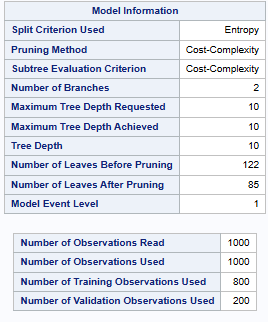 Model Information
Split Criterion Used Entropy
Pruning Method Cost-Complexity
Subtree Evaluation Criterion Cost-Complexity
Number of Branches 2
Maximum Tree Depth Requested 10
Maximum Tree Depth Achieved 10
Tree Depth 10
Number of Leaves Before Pruning 122
Number of Leaves After Pruning 85
Model Event Level 1
Number of Observations Read 1000
Number of Observations Used 1000
Number of Training Observations Used 800
Number of Validation Observations Used 200